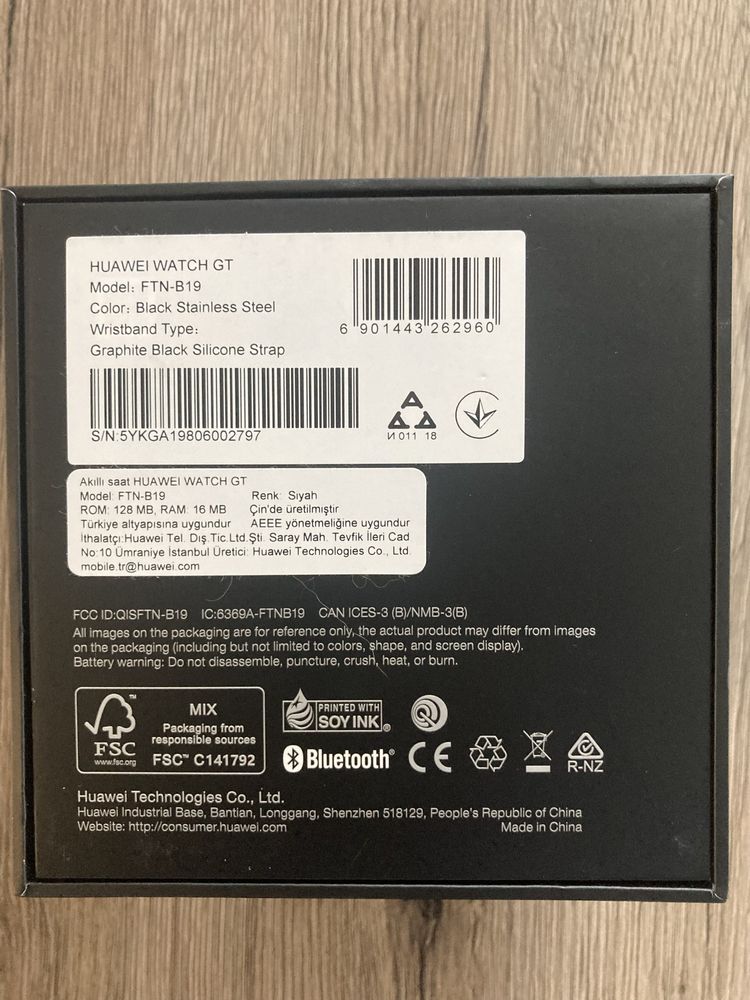 HUAWEI WATCH GT
Model: FTN-B19
Color: Black Stainless Steel
Wristband Type:
Graphite Black Silicone Strap
6 901443 262960
S/N:5YKGA19806002797
И 011 18
Akıllı saat HUAWEI WATCH GT
Model: FTN-B19 Renk: Sıyah
ROM: 128 MB, RAM: 16 MB Çin'de üretilmiştir
Türkiye altyapısına uygundur AEEE yönetmeliğine uygundur
İthalatçı:Huawei Tel. Dış.Tic.Ltd.Şti. Saray Mah. Tevfik İleri Cad
No:10 Ümraniye İstanbul Üretici: Huawei Technologies Co., Ltd.
mobile.tr@huawei.com
FCC ID:QISFTN-B19 IC:6369A-FTNB19 CAN ICES-3 (B)/NMB-3(B)
All images on the packaging are for reference only, the actual product may differ from images
on the packaging (including but not limited to colors, shape, and screen display).
Battery warning: Do not disassemble, puncture, crush, heat, or burn.
FSC
www.fsc.org
MIX
Packaging from
responsible sources
FSC™ C141792
PRINTED WITH
SOY INK®
Bluetooth®
CE
R-NZ
Huawei Technologies Co., Ltd.
Huawei Industrial Base, Bantian, Longgang, Shenzhen 518129, People's Republic of China
Website: http://consumer.huawei.com Made in China